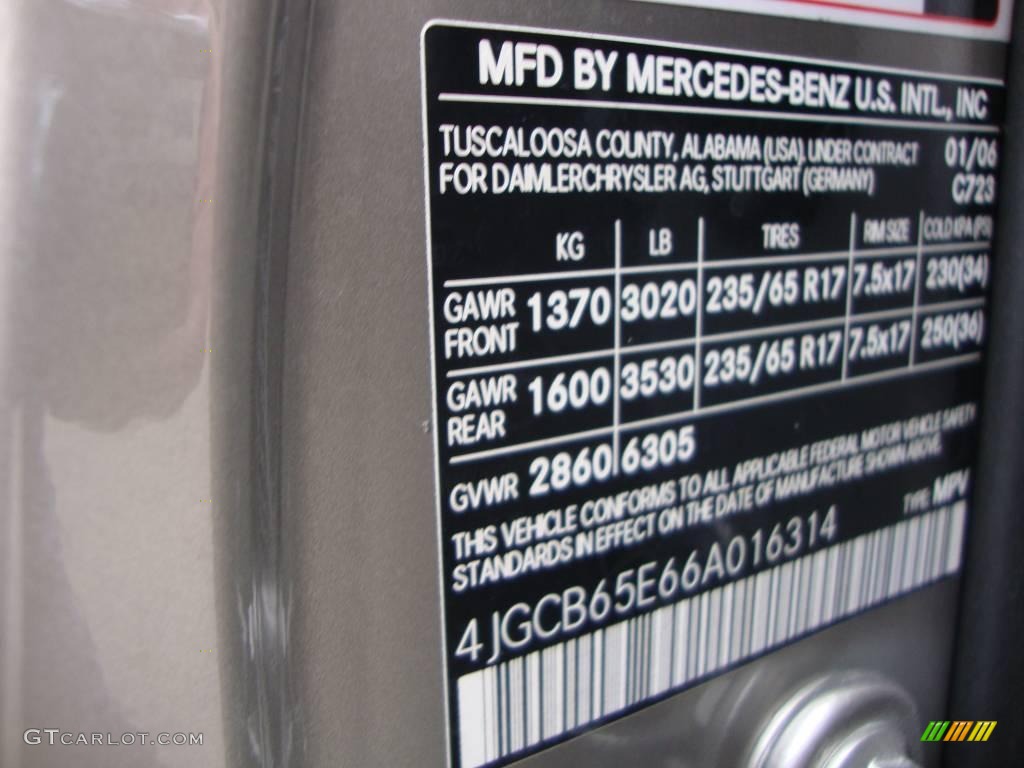 MFD BY MERCEDES-BENZ U.S. INTL., INC
TUSCALOOSA COUNTY, ALABAMA (USA), UNDER CONTRACT 01/06
FOR DAIMLERCHRYSLER AG, STUTTGART (GERMANY) C723
KG LB TIRES RIM SIZE COLD KPA (PSI)
GAWR FRONT 1370 3020 235/65 R17 7.5x17 230(34)
GAWR REAR 1600 3530 235/65 R17 7.5x17 250(36)
GVWR 2860 6305
THIS VEHICLE CONFORMS TO ALL APPLICABLE FEDERAL MOTOR VEHICLE SAFETY
STANDARDS IN EFFECT ON THE DATE OF MANUFACTURE SHOWN ABOVE.
4JGCB65E66A016314 TYPE: MPV
GTCARLOT.COM